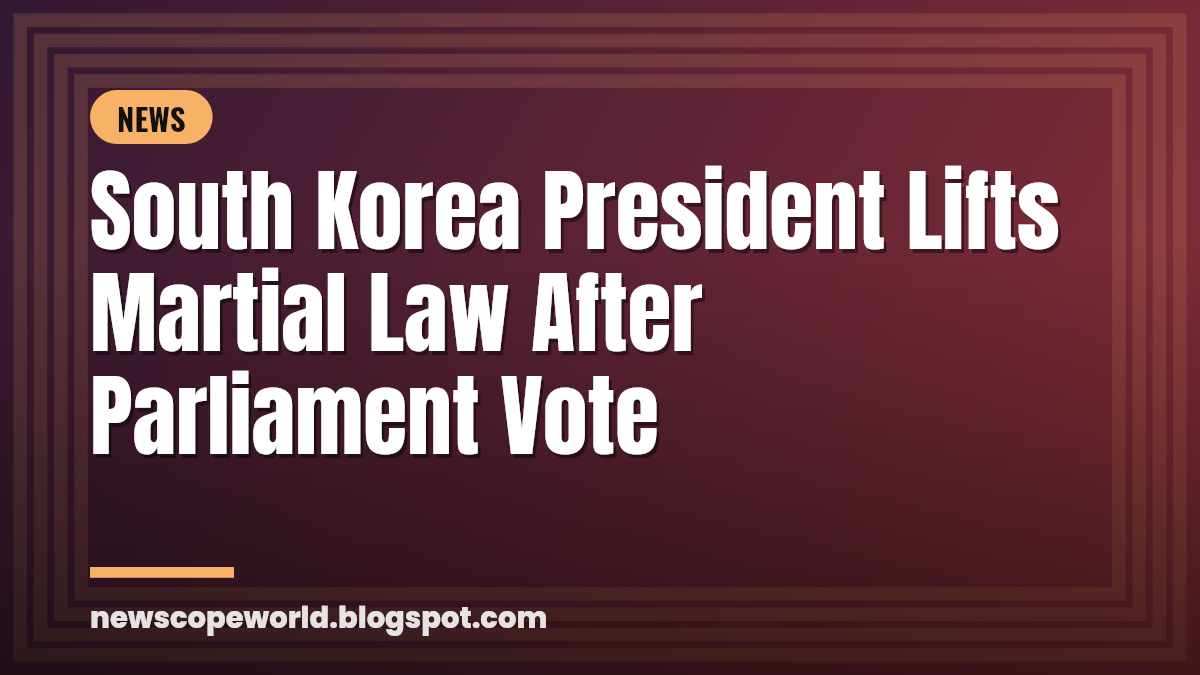 NEWS
South Korea President Lifts
Martial Law After
Parliament Vote
newscopeworld.blogspot.com